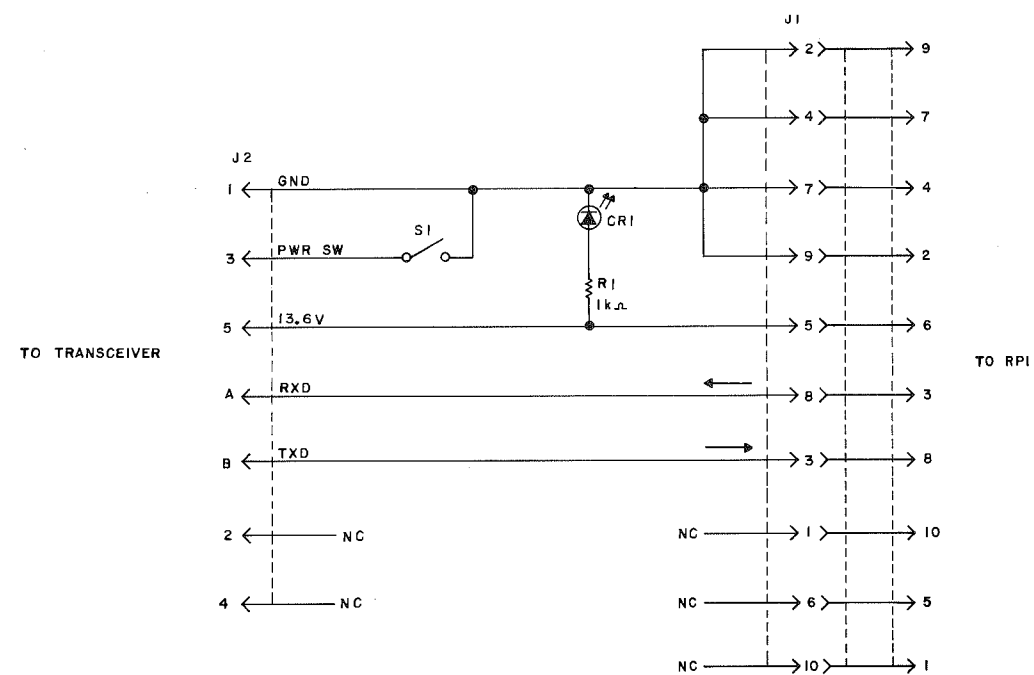 J1
2 9
4 7
J2
1 GND 7 4
CR1
S1
3 PWR SW 9 2
R1
1kΩ
5 13.6V 5 6
TO TRANSCEIVER
TO RPI
A RXD 8 3
B TXD 3 8
2 NC NC 1 10
4 NC NC 6 5
NC 10 1